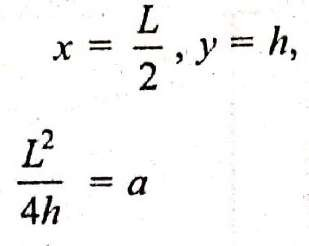 x = L/2, y = h,
L²/4h = a